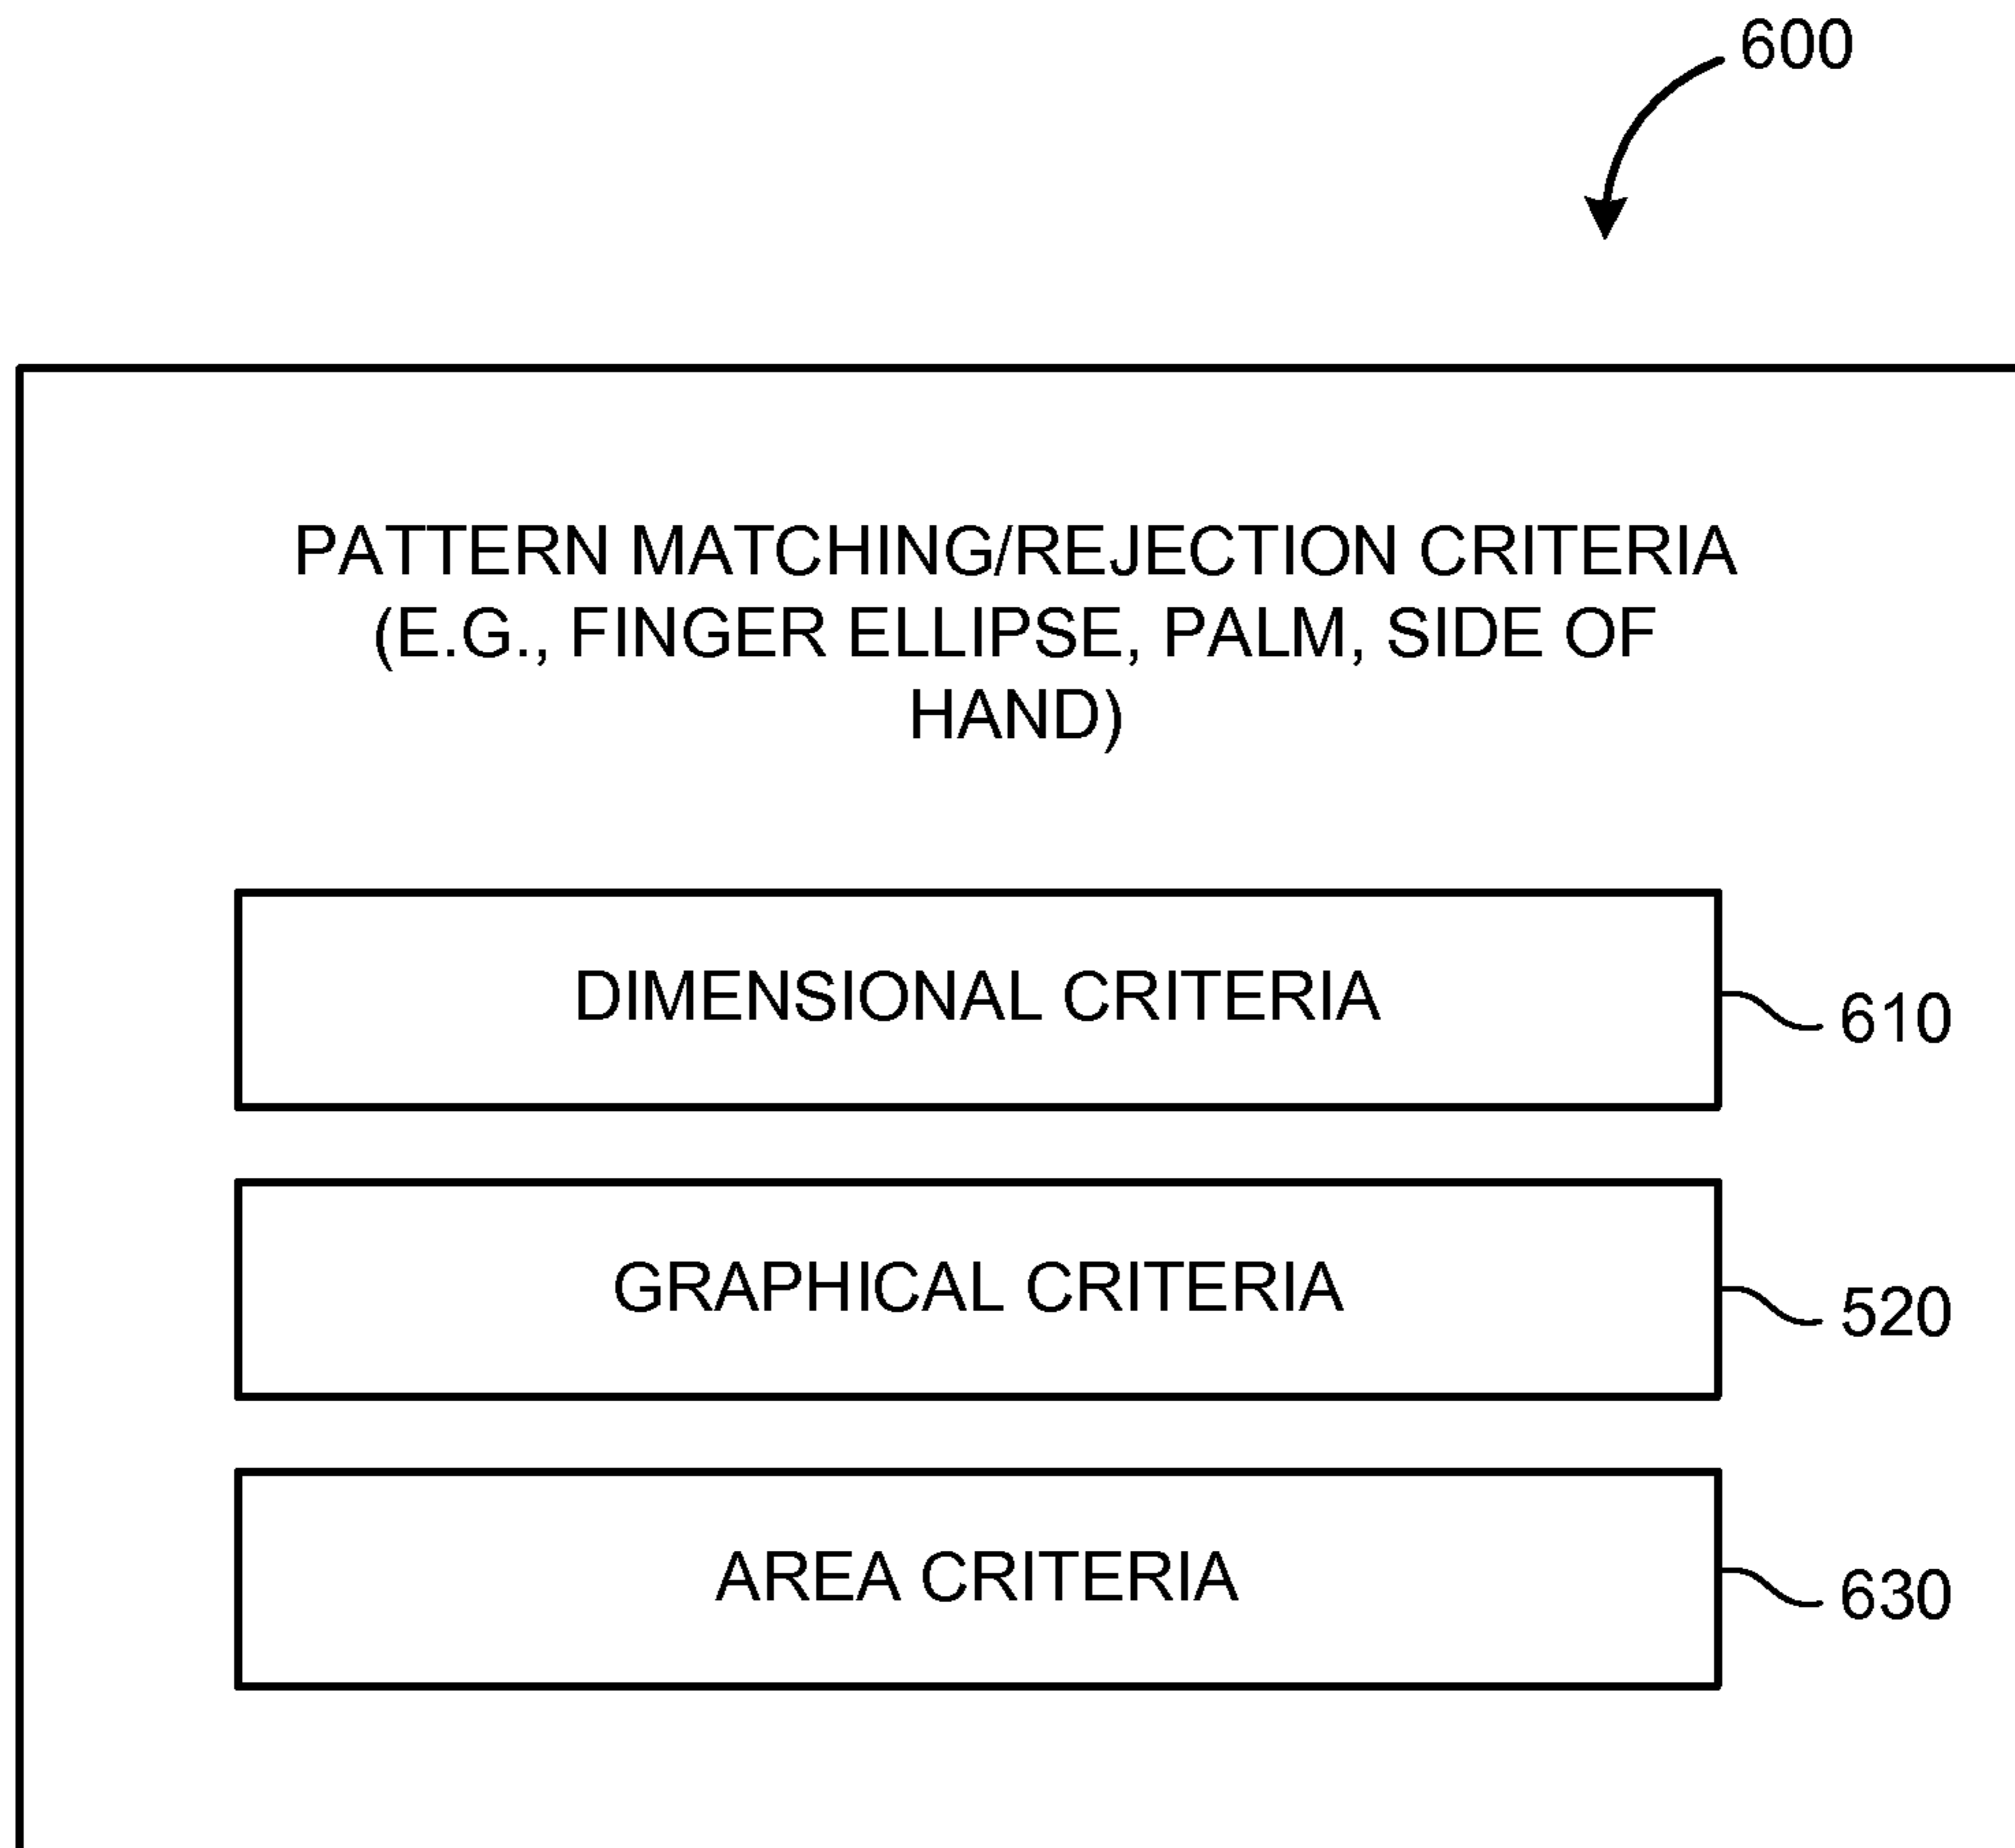 600
PATTERN MATCHING/REJECTION CRITERIA
(E.G., FINGER ELLIPSE, PALM, SIDE OF
HAND)
DIMENSIONAL CRITERIA
610
GRAPHICAL CRITERIA
520
AREA CRITERIA
630